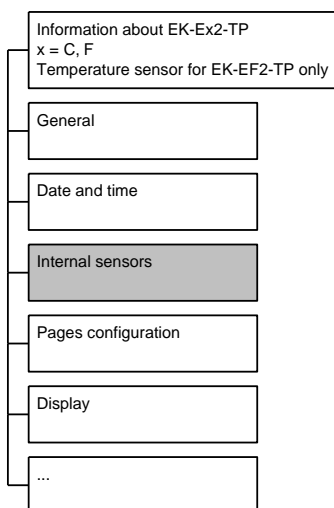 Information about EK-Ex2-TP
x = C, F
Temperature sensor for EK-EF2-TP only
General
Date and time
Internal sensors
Pages configuration
Display
...